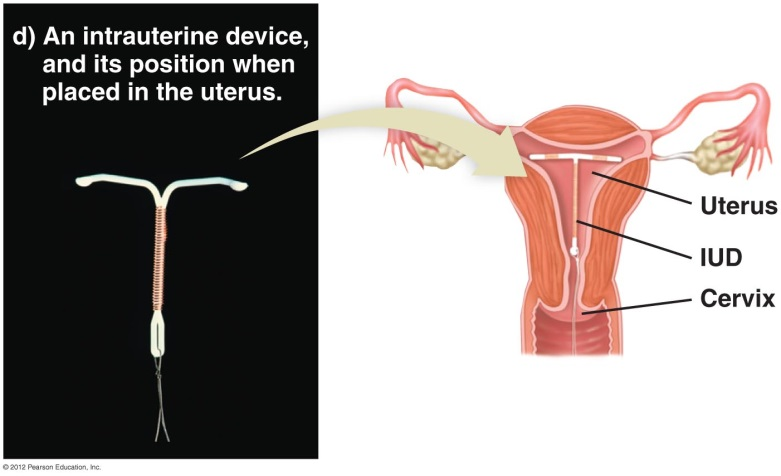 d) An intrauterine device,
and its position when
placed in the uterus.
Uterus
IUD
Cervix
© 2012 Pearson Education, Inc.